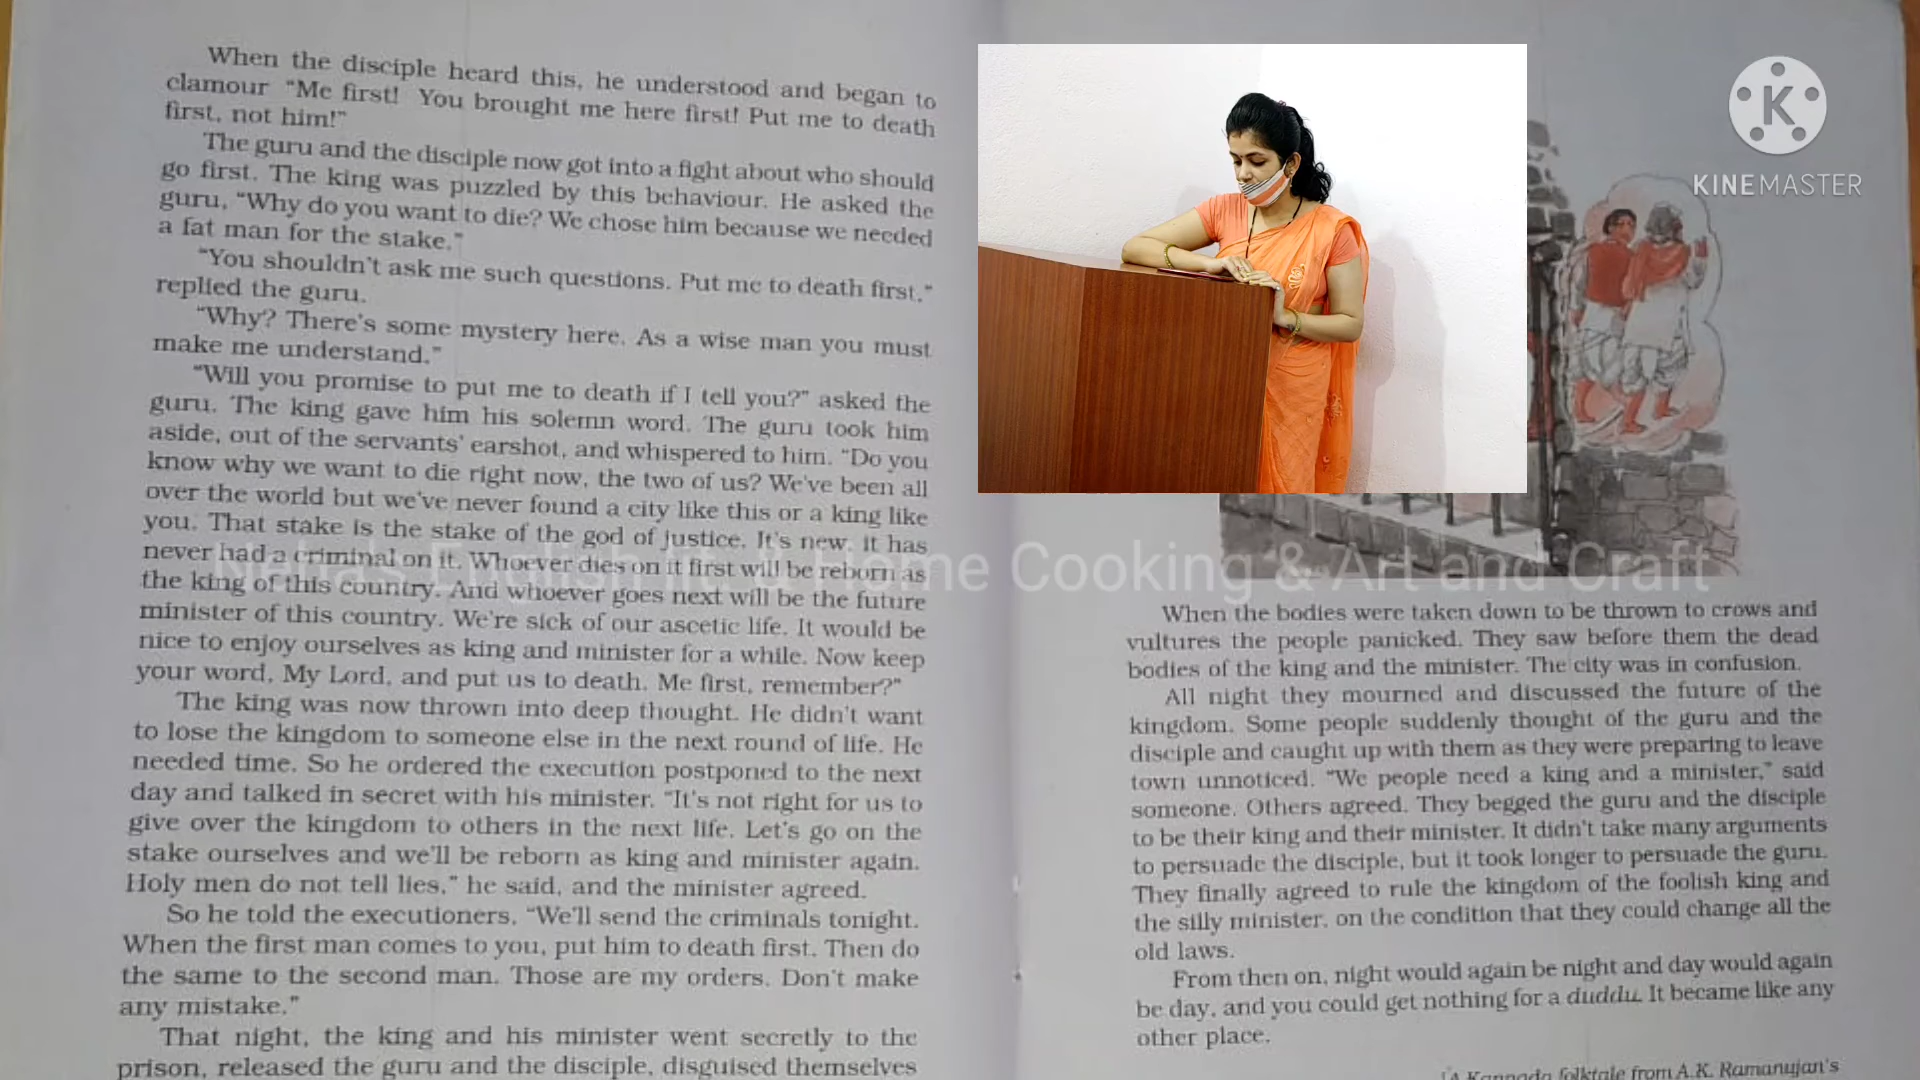 When the disciple heard this, he understood and began to
clamour "Me first! You brought me here first! Put me to death
first, not him!"
The guru and the disciple now got into a fight about who should
go first. The king was puzzled by this behaviour. He asked the
guru, "Why do you want to die? We chose him because we needed
a fat man for the stake."
"You shouldn't ask me such questions. Put me to death first,"
replied the guru.
"Why? There's some mystery here. As a wise man you must
make me understand."
"Will you promise to put me to death if I tell you?" asked the
guru. The king gave him his solemn word. The guru took him
aside, out of the servants' earshot, and whispered to him, "Do you
know why we want to die right now, the two of us? We've been all
over the world but we've never found a city like this or a king like
you. That stake is the stake of the god of justice. It's new, it has
never had a criminal on it. Whoever dies on it first will be reborn as
the king of this country. And whoever goes next will be the future
minister of this country. We're sick of our ascetic life. It would be
nice to enjoy ourselves as king and minister for a while. Now keep
your word, My Lord, and put us to death. Me first, remember?"
The king was now thrown into deep thought. He didn't want
to lose the kingdom to someone else in the next round of life. He
needed time. So he ordered the execution postponed to the next
day and talked in secret with his minister. "It's not right for us to
give over the kingdom to others in the next life. Let's go on the
stake ourselves and we'll be reborn as king and minister again.
Holy men do not tell lies," he said, and the minister agreed.
So he told the executioners, "We'll send the criminals tonight.
When the first man comes to you, put him to death first. Then do
the same to the second man. Those are my orders. Don't make
any mistake."
That night, the king and his minister went secretly to the
prison, released the guru and the disciple, disguised themselves
KINEMASTER
English
Home Cooking & Art and Craft
When the bodies were taken down to be thrown to crows and
vultures the people panicked. They saw before them the dead
bodies of the king and the minister. The city was in confusion.
All night they mourned and discussed the future of the
kingdom. Some people suddenly thought of the guru and the
disciple and caught up with them as they were preparing to leave
town unnoticed. "We people need a king and a minister," said
someone. Others agreed. They begged the guru and the disciple
to be their king and their minister. It didn't take many arguments
to persuade the disciple, but it took longer to persuade the guru.
They finally agreed to rule the kingdom of the foolish king and
the silly minister, on the condition that they could change all the
old laws.
From then on, night would again be night and day would again
be day, and you could get nothing for a duddu. It became like any
other place.
[A Kannada folktale from A.K. Ramanujan's